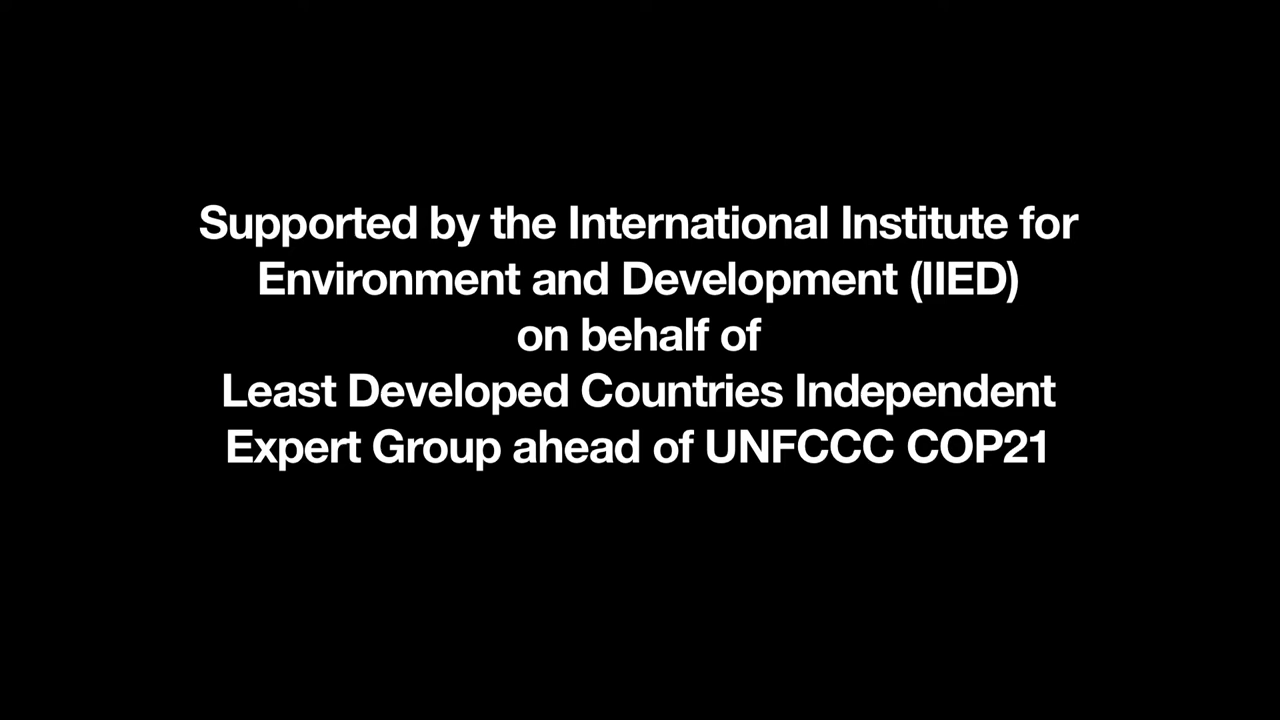 Supported by the International Institute for
Environment and Development (IIED)
on behalf of
Least Developed Countries Independent
Expert Group ahead of UNFCCC COP21